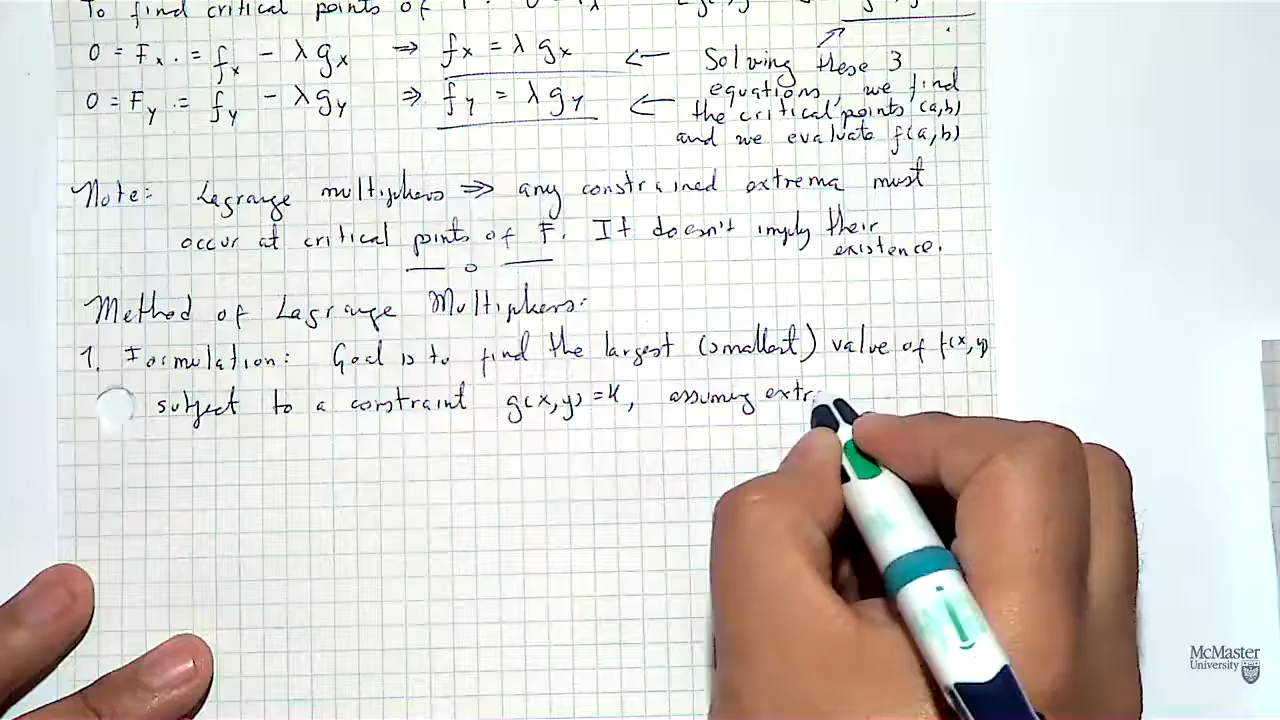 To find critical points of
0 = Fx = fx - λ gx ⇒ fx = λ gx ← Solving these 3
equations, we find
0 = Fy = fy - λ gy ⇒ fy = λ gy ← the critical points (a,b)
and we evaluate f(a,b)
Note: Lagrange multipliers ⇒ any constrained extrema must
occur at critical points of F. It doesn't imply their
existence.
Method of Lagrange Multipliers:
1. Formulation: Goal is to find the largest (smallest) value of f(x,y)
subject to a constraint g(x,y) = k, assuming extr
McMaster
University